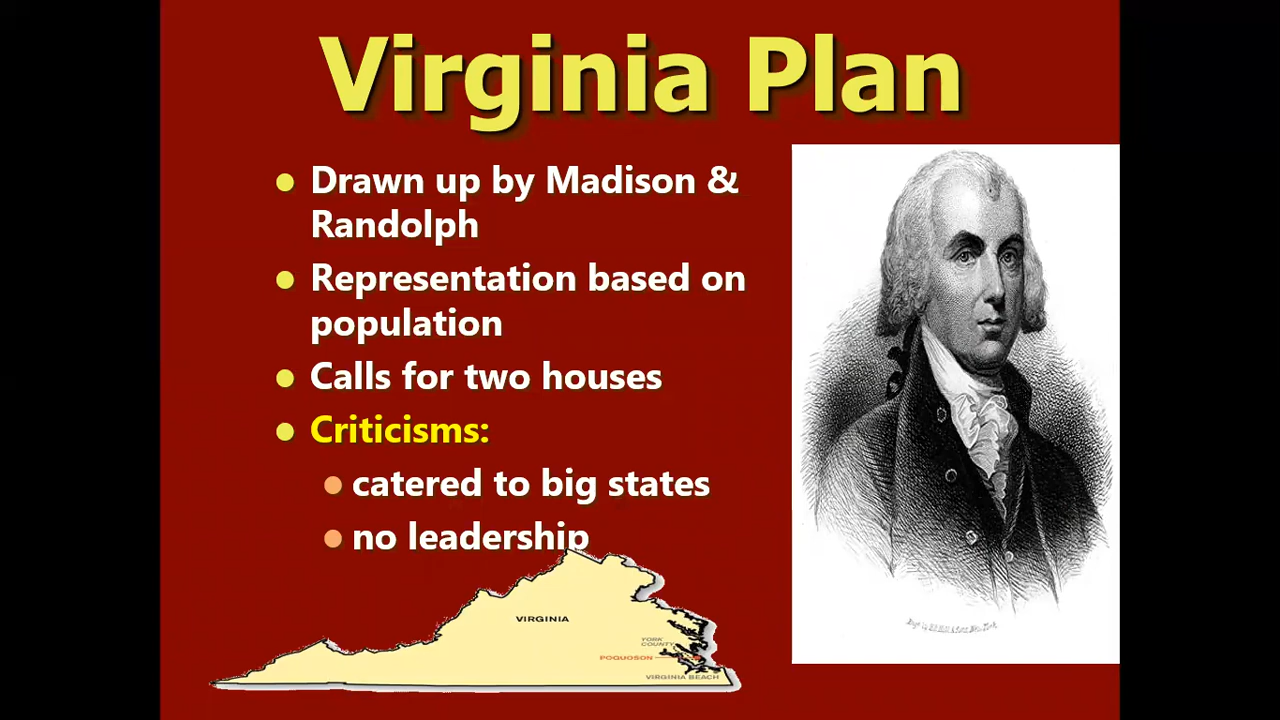 Virginia Plan
Drawn up by Madison &
Randolph
Representation based on
population
Calls for two houses
Criticisms:
catered to big states
no leadership
VIRGINIA
YORK
COUNTY
POQUOSON
VIRGINIA BEACH